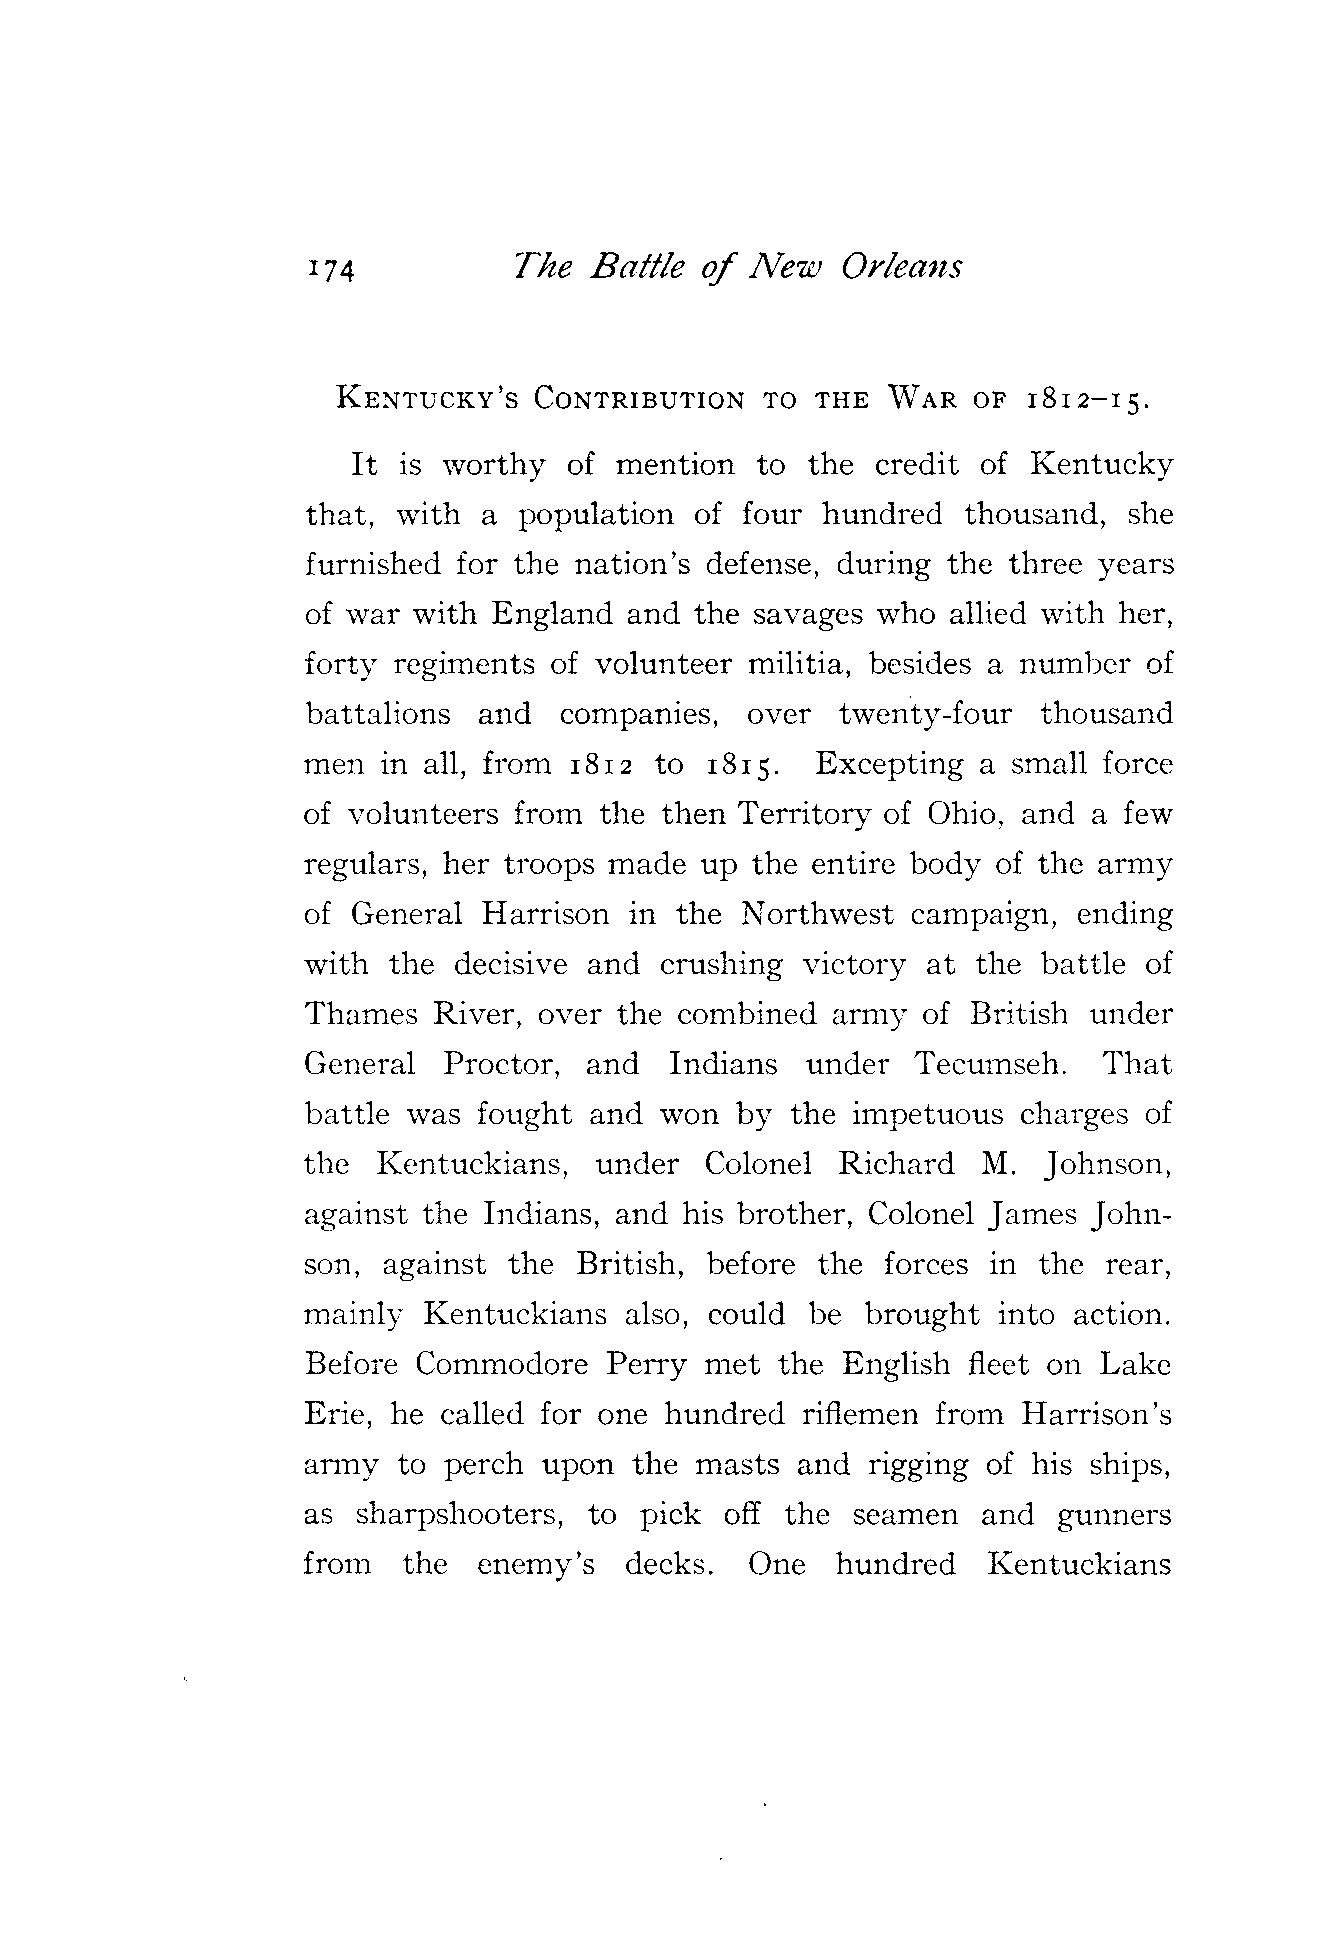 174 The Battle of New Orleans
KENTUCKY'S CONTRIBUTION TO THE WAR OF 1812–15.
It is worthy of mention to the credit of Kentucky
that, with a population of four hundred thousand, she
furnished for the nation's defense, during the three years
of war with England and the savages who allied with her,
forty regiments of volunteer militia, besides a number of
battalions and companies, over twenty-four thousand
men in all, from 1812 to 1815. Excepting a small force
of volunteers from the then Territory of Ohio, and a few
regulars, her troops made up the entire body of the army
of General Harrison in the Northwest campaign, ending
with the decisive and crushing victory at the battle of
Thames River, over the combined army of British under
General Proctor, and Indians under Tecumseh. That
battle was fought and won by the impetuous charges of
the Kentuckians, under Colonel Richard M. Johnson,
against the Indians, and his brother, Colonel James John-
son, against the British, before the forces in the rear,
mainly Kentuckians also, could be brought into action.
Before Commodore Perry met the English fleet on Lake
Erie, he called for one hundred riflemen from Harrison's
army to perch upon the masts and rigging of his ships,
as sharpshooters, to pick off the seamen and gunners
from the enemy's decks. One hundred Kentuckians